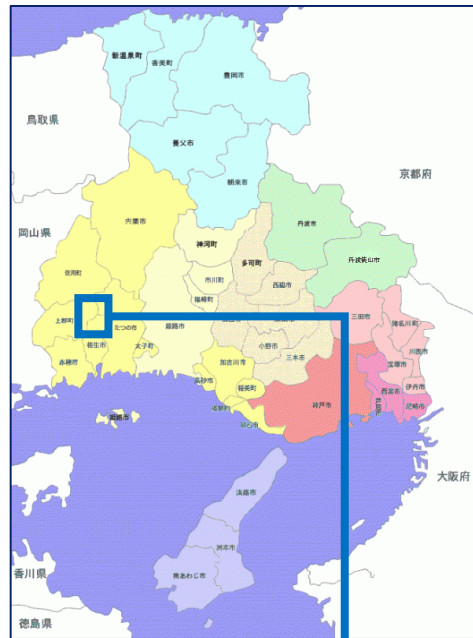 新温泉町
香美町
豊岡市
鳥取県
養父市
京都府
朝来市
宍粟市
岡山県
神河町
丹波市
多可町
丹波篠山市
佐用町
市川町
西脇市
福崎町
三田市
猪名川町
上郡町
たつの市
姫路市
川西市
相生市
太子町
小野市
三木市
宝塚市
赤穂市
加古川市
伊丹市
高砂市
稲美町
神戸市
西宮市
尼崎市
芦屋市
播磨町
明石市
姫路市
大阪府
淡路市
洲本市
南あわじ市
香川県
徳島県